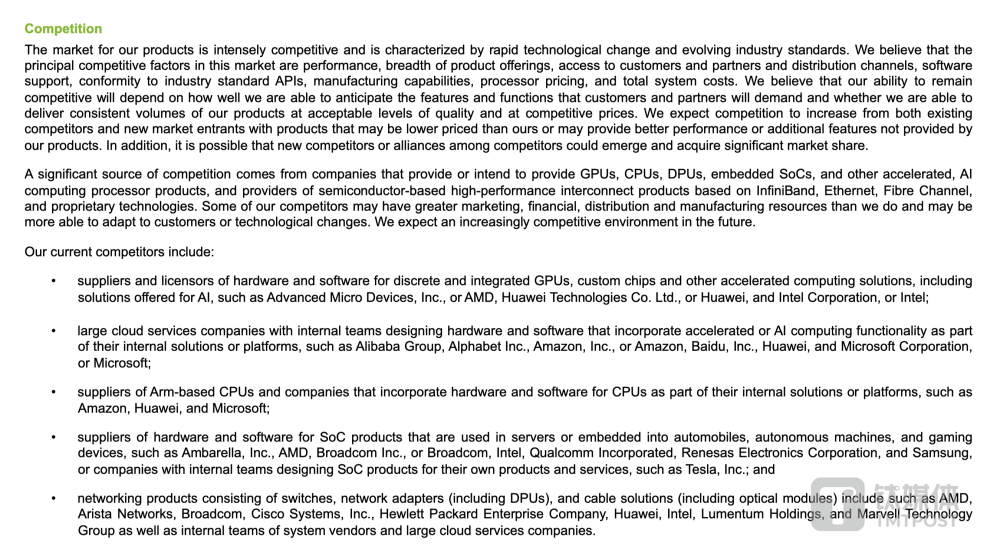 Competition
The market for our products is intensely competitive and is characterized by rapid technological change and evolving industry standards. We believe that the
principal competitive factors in this market are performance, breadth of product offerings, access to customers and partners and distribution channels, software
support, conformity to industry standard APIs, manufacturing capabilities, processor pricing, and total system costs. We believe that our ability to remain
competitive will depend on how well we are able to anticipate the features and functions that customers and partners will demand and whether we are able to
deliver consistent volumes of our products at acceptable levels of quality and at competitive prices. We expect competition to increase from both existing
competitors and new market entrants with products that may be lower priced than ours or may provide better performance or additional features not provided by
our products. In addition, it is possible that new competitors or alliances among competitors could emerge and acquire significant market share.
A significant source of competition comes from companies that provide or intend to provide GPUs, CPUs, DPUs, embedded SoCs, and other accelerated, AI
computing processor products, and providers of semiconductor-based high-performance interconnect products based on InfiniBand, Ethernet, Fibre Channel,
and proprietary technologies. Some of our competitors may have greater marketing, financial, distribution and manufacturing resources than we do and may be
more able to adapt to customers or technological changes. We expect an increasingly competitive environment in the future.
Our current competitors include:
• suppliers and licensors of hardware and software for discrete and integrated GPUs, custom chips and other accelerated computing solutions, including
solutions offered for AI, such as Advanced Micro Devices, Inc., or AMD, Huawei Technologies Co. Ltd., or Huawei, and Intel Corporation, or Intel;
• large cloud services companies with internal teams designing hardware and software that incorporate accelerated or AI computing functionality as part
of their internal solutions or platforms, such as Alibaba Group, Alphabet Inc., Amazon, Inc., or Amazon, Baidu, Inc., Huawei, and Microsoft Corporation,
or Microsoft;
• suppliers of Arm-based CPUs and companies that incorporate hardware and software for CPUs as part of their internal solutions or platforms, such as
Amazon, Huawei, and Microsoft;
• suppliers of hardware and software for SoC products that are used in servers or embedded into automobiles, autonomous machines, and gaming
devices, such as Ambarella, Inc., AMD, Broadcom Inc., or Broadcom, Intel, Qualcomm Incorporated, Renesas Electronics Corporation, and Samsung,
or companies with internal teams designing SoC products for their own products and services, such as Tesla, Inc.; and
• networking products consisting of switches, network adapters (including DPUs), and cable solutions (including optical modules) include such as AMD,
Arista Networks, Broadcom, Cisco Systems, Inc., Hewlett Packard Enterprise Company, Huawei, Intel, Lumentum Holdings, and Marvell Technology
Group as well as internal teams of system vendors and large cloud services companies.
钛媒体
TMTPOST